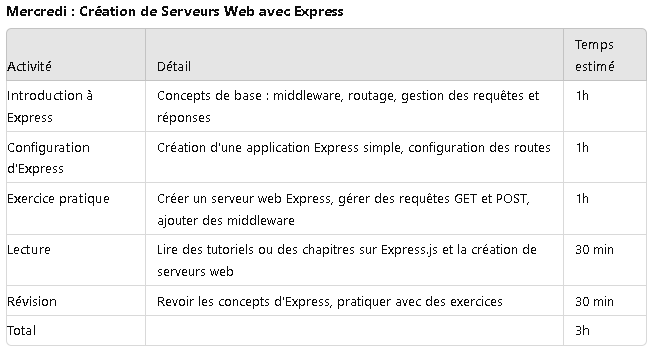 Mercredi : Création de Serveurs Web avec Express
Activité Détail Temps estimé
Introduction à Express Concepts de base : middleware, routage, gestion des requêtes et réponses 1h
Configuration d'Express Création d'une application Express simple, configuration des routes 1h
Exercice pratique Créer un serveur web Express, gérer des requêtes GET et POST, ajouter des middleware 1h
Lecture Lire des tutoriels ou des chapitres sur Express.js et la création de serveurs web 30 min
Révision Revoir les concepts d'Express, pratiquer avec des exercices 30 min
Total 3h